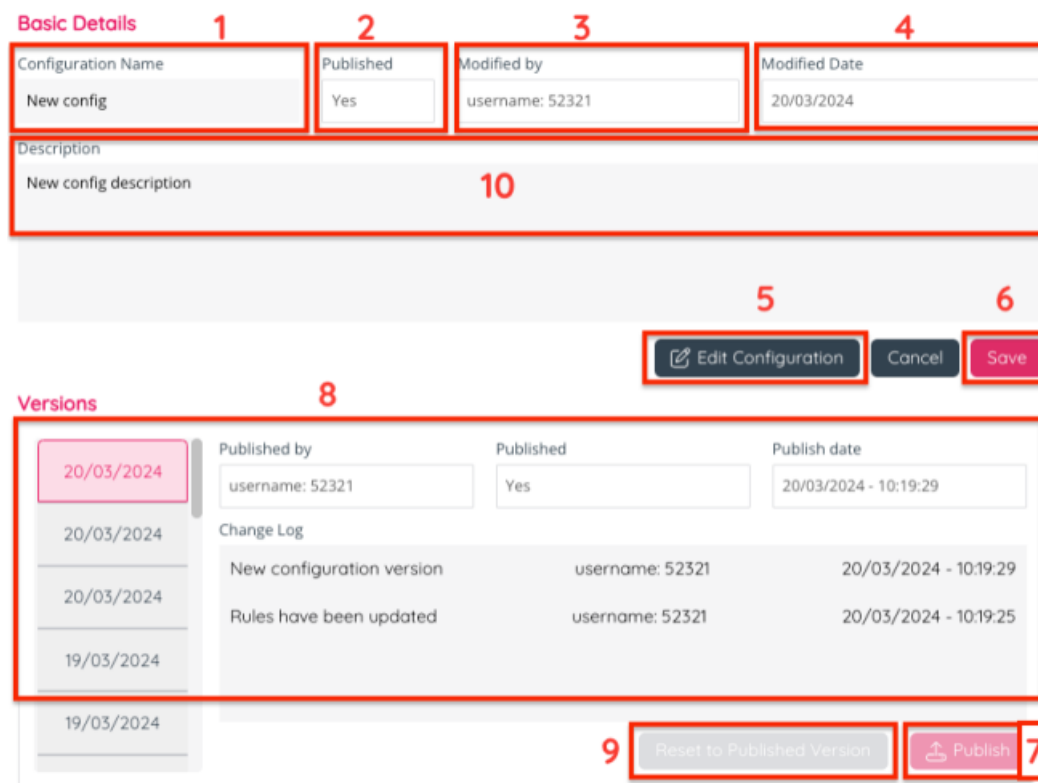 Basic Details
1 2 3 4
Configuration Name Published Modified by Modified Date
New config Yes username: 52321 20/03/2024
Description
New config description
10
5 6
Edit Configuration Cancel Save
Versions 8
20/03/2024
20/03/2024
20/03/2024
19/03/2024
19/03/2024
Published by Published Publish date
username: 52321 Yes 20/03/2024 - 10:19:29
Change Log
New configuration version username: 52321 20/03/2024 - 10:19:29
Rules have been updated username: 52321 20/03/2024 - 10:19:25
9 Reset to Published Version Publish 7